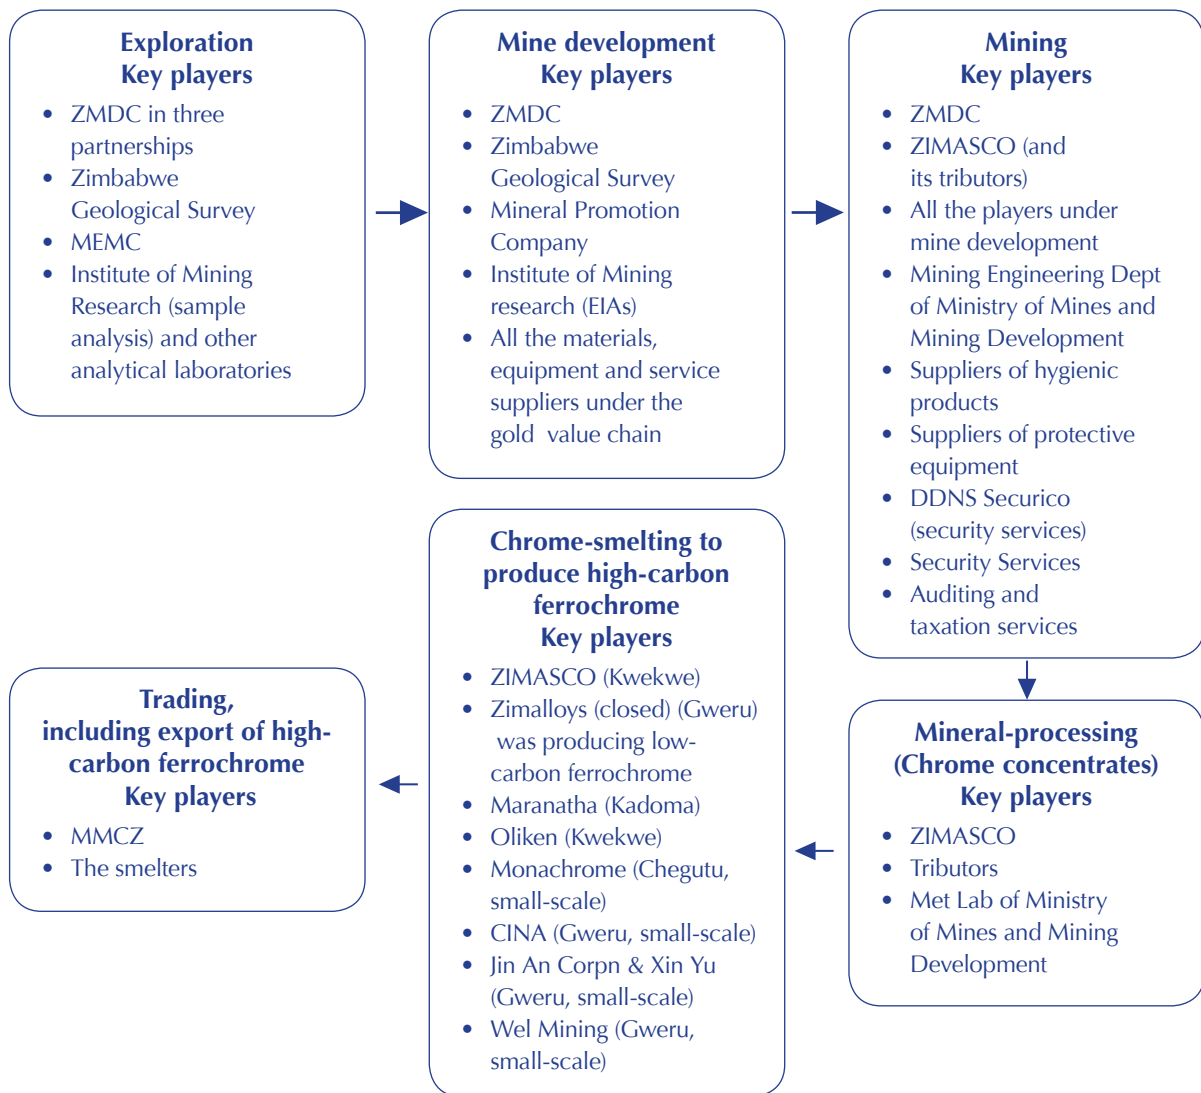 Exploration
Key players
• ZMDC in three
partnerships
• Zimbabwe
Geological Survey
• MEMC
• Institute of Mining
Research (sample
analysis) and other
analytical laboratories
Mine development
Key players
• ZMDC
• Zimbabwe
Geological Survey
• Mineral Promotion
Company
• Institute of Mining
research (EIAs)
• All the materials,
equipment and service
suppliers under the
gold value chain
Mining
Key players
• ZMDC
• ZIMASCO (and
its tributors)
• All the players under
mine development
• Mining Engineering Dept
of Ministry of Mines and
Mining Development
• Suppliers of hygienic
products
• Suppliers of protective
equipment
• DDNS Securico
(security services)
• Security Services
• Auditing and
taxation services
Mineral-processing
(Chrome concentrates)
Key players
• ZIMASCO
• Tributors
• Met Lab of Ministry
of Mines and Mining
Development
Chrome-smelting to
produce high-carbon
ferrochrome
Key players
• ZIMASCO (Kwekwe)
• Zimalloys (closed) (Gweru)
was producing low-
carbon ferrochrome
• Maranatha (Kadoma)
• Oliken (Kwekwe)
• Monachrome (Chegutu,
small-scale)
• CINA (Gweru, small-scale)
• Jin An Corpn & Xin Yu
(Gweru, small-scale)
• Wel Mining (Gweru,
small-scale)
Trading,
including export of high-
carbon ferrochrome
Key players
• MMCZ
• The smelters